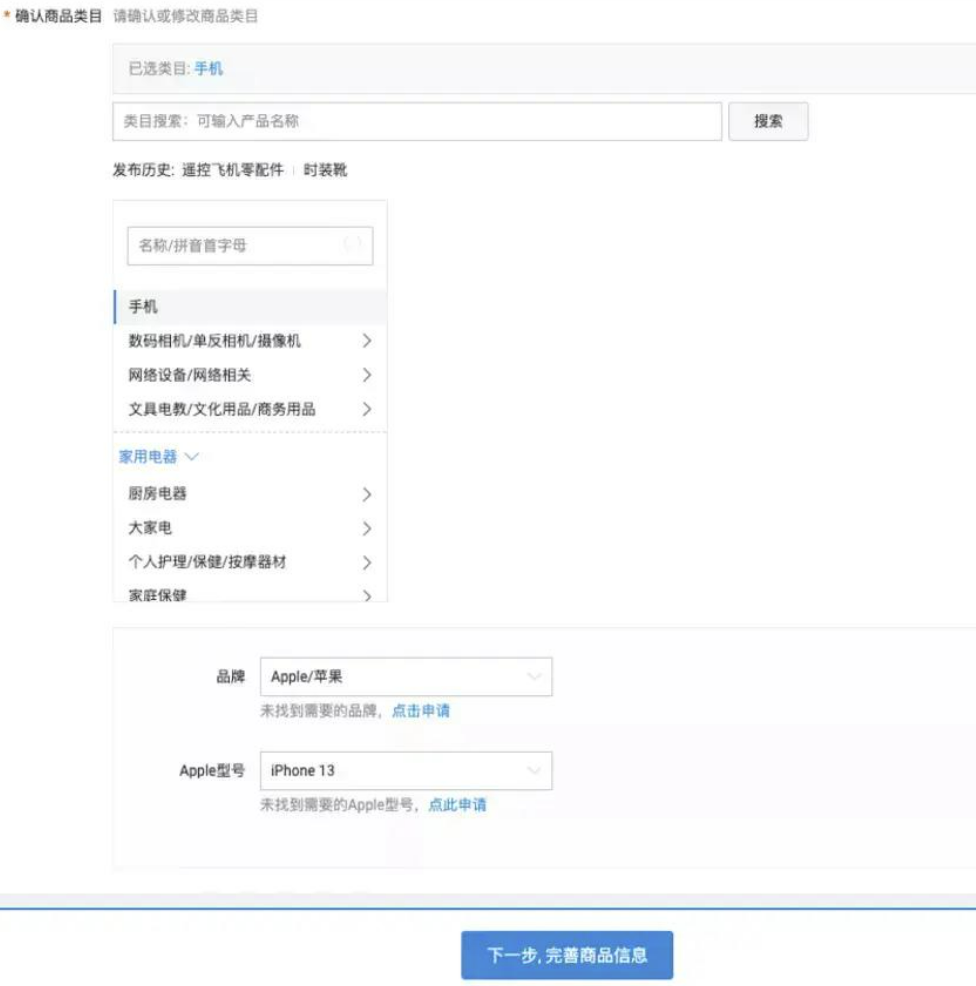 * 确认商品类目 请确认或修改商品类目
已选类目: 手机
类目搜索：可输入产品名称 搜索
发布历史: 遥控飞机零配件 | 时装靴
名称/拼音首字母
手机
数码相机/单反相机/摄像机
网络设备/网络相关
文具电教/文化用品/商务用品
家用电器
厨房电器
大家电
个人护理/保健/按摩器材
家庭保健
品牌 Apple/苹果
未找到需要的品牌，点击申请
Apple型号 iPhone 13
未找到需要的Apple型号，点此申请
下一步, 完善商品信息